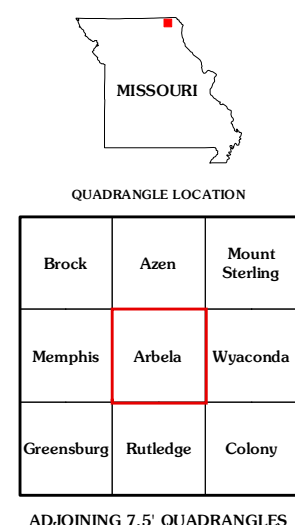 MISSOURI
QUADRANGLE LOCATION
Brock Azen Mount
Sterling
Memphis Arbela Wyaconda
Greensburg Rutledge Colony
ADJOINING 7.5' QUADRANGLES